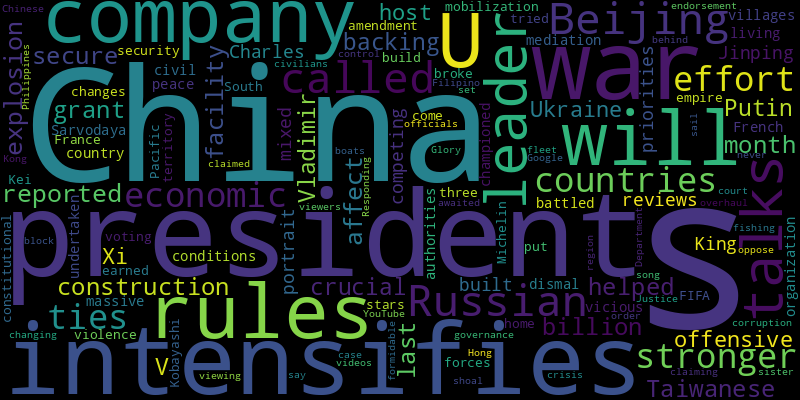 China
presidents
S
war
intensifies
company
rules
will
U
leader
talks
Beijing
Russian
economic
called
countries
stronger
effort
ties
construction
reported
billion
host
backing
secure
explosion
facility
grant
Charles
security
amendment
mobilization
endorsement
tried
villages
mediation
build
living
control
behind
Jinping
Chinese
Philippines
changes
civil
peace
South
civilians
broke
Filipino
set
priorities
empire
Putin
Ukraine
Sarvodaya
France
country
Pacific
territory
claimed
mixed
Vladimir
competing
come
officials
championed
Glory
fleet
Google
sail
French
never
month
Kong
Kei
boats
Responding
affect
viewers
authorities
three
awaited
battled
reviews
court
overhaul
undertaken
constitutional
voting
Xi
earned
conditions
portrait
crucial
built
Michelin
put
dismal
region
Department
King
song
fishing
oppose
organization
block
massive
stars
YouTube
last
helped
vicious
home
order
Justice
FIFA
claiming
corruption
offensive
sister
changing
violence
V
Kobayashi
viewing
case
videos
say
formidable
governance
forces
Hong
shoal
crisis
Taiwanese